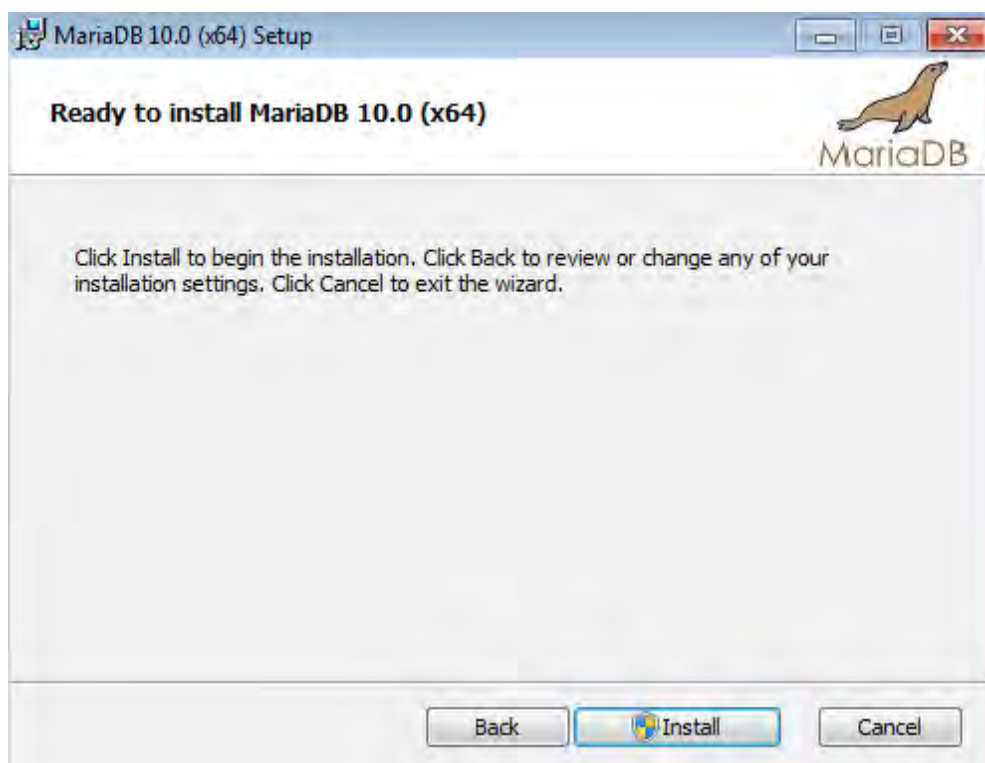 MariaDB 10.0 (x64) Setup
Ready to install MariaDB 10.0 (x64)
MariaDB
Click Install to begin the installation. Click Back to review or change any of your
installation settings. Click Cancel to exit the wizard.
Back Install Cancel